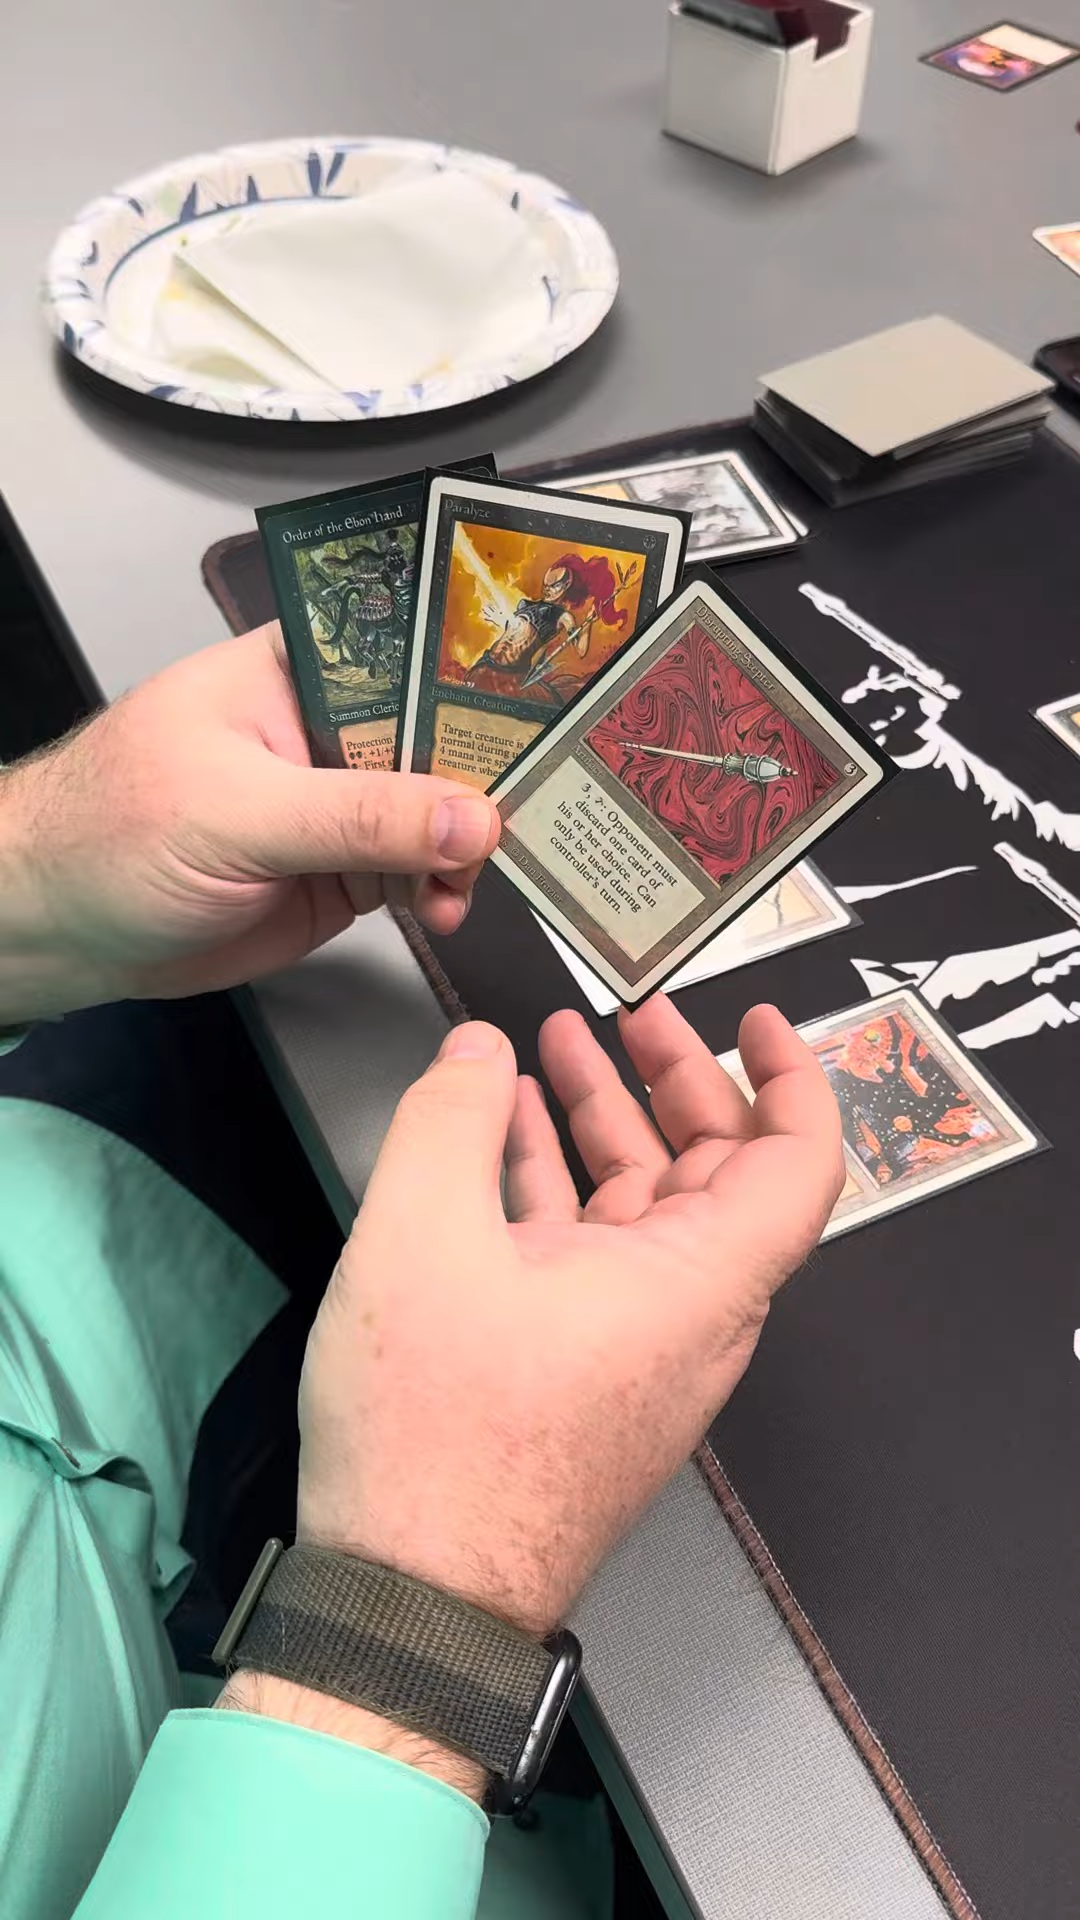 Order of the Ebon Hand
Summon Cleric
Protection
: +1/+0
: First
Paralyze
Enchant Creature
Target creature is
normal during
4 mana are
creature
Disrupting Scepter
3
Artifact
3, : Opponent must
discard one card of
his or her choice. Can
only be used during
controller's turn.
© Dan Frazier